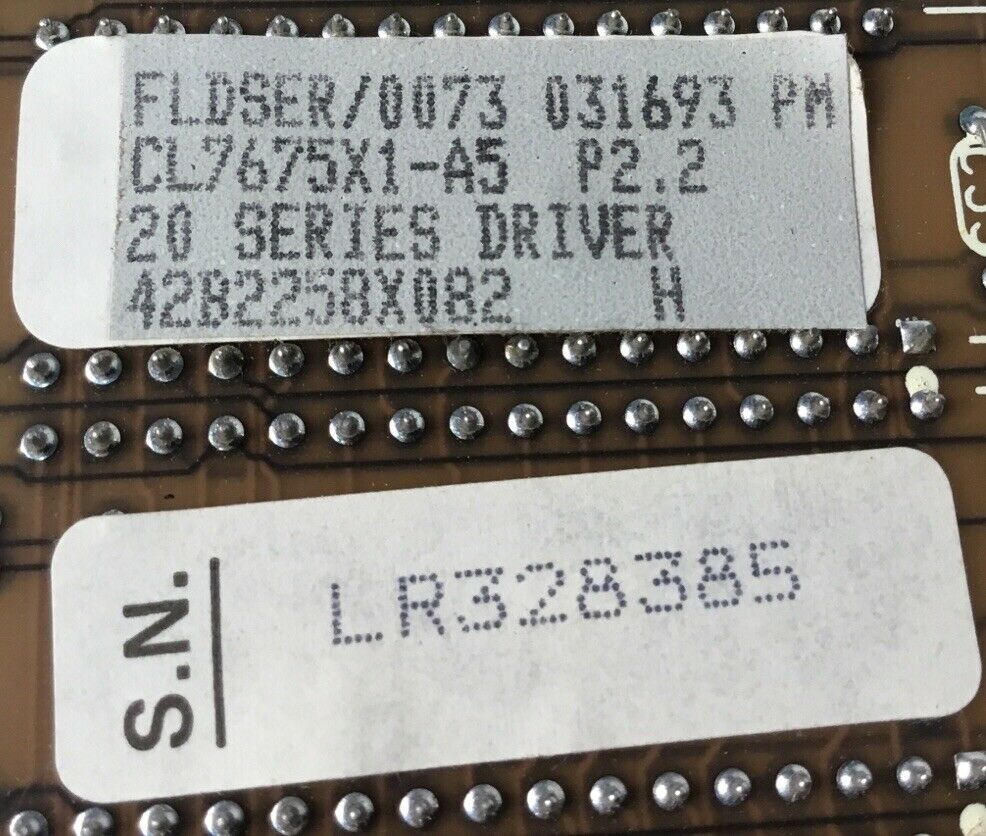 FLDSER/0073 031693 PM
CL7675X1-A5 P2.2
20 SERIES DRIVER
42B2258X082 H
S.N. LR328385